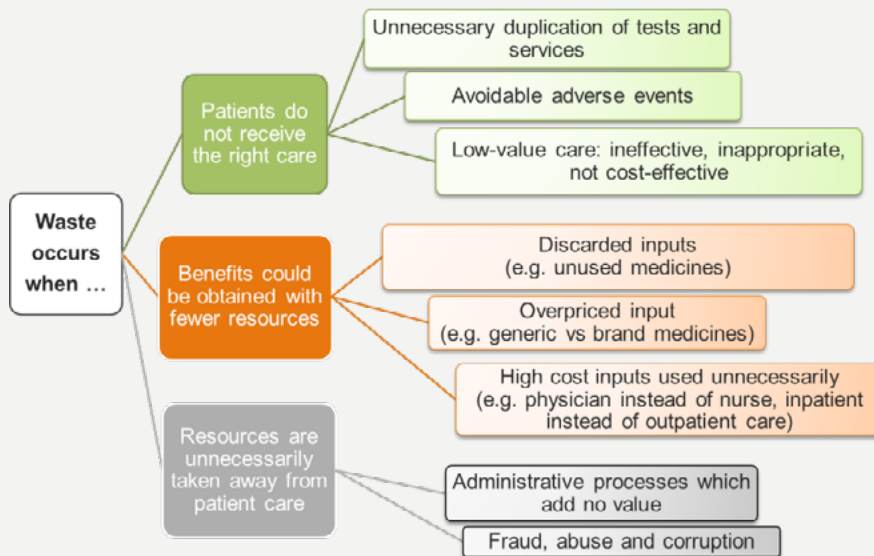 Waste
occurs
when ...
Patients do
not receive
the right care
Unnecessary duplication of tests and
services
Avoidable adverse events
Low-value care: ineffective, inappropriate,
not cost-effective
Benefits could
be obtained with
fewer resources
Discarded inputs
(e.g. unused medicines)
Overpriced input
(e.g. generic vs brand medicines)
High cost inputs used unnecessarily
(e.g. physician instead of nurse, inpatient
instead of outpatient care)
Resources are
unnecessarily
taken away from
patient care
Administrative processes which
add no value
Fraud, abuse and corruption